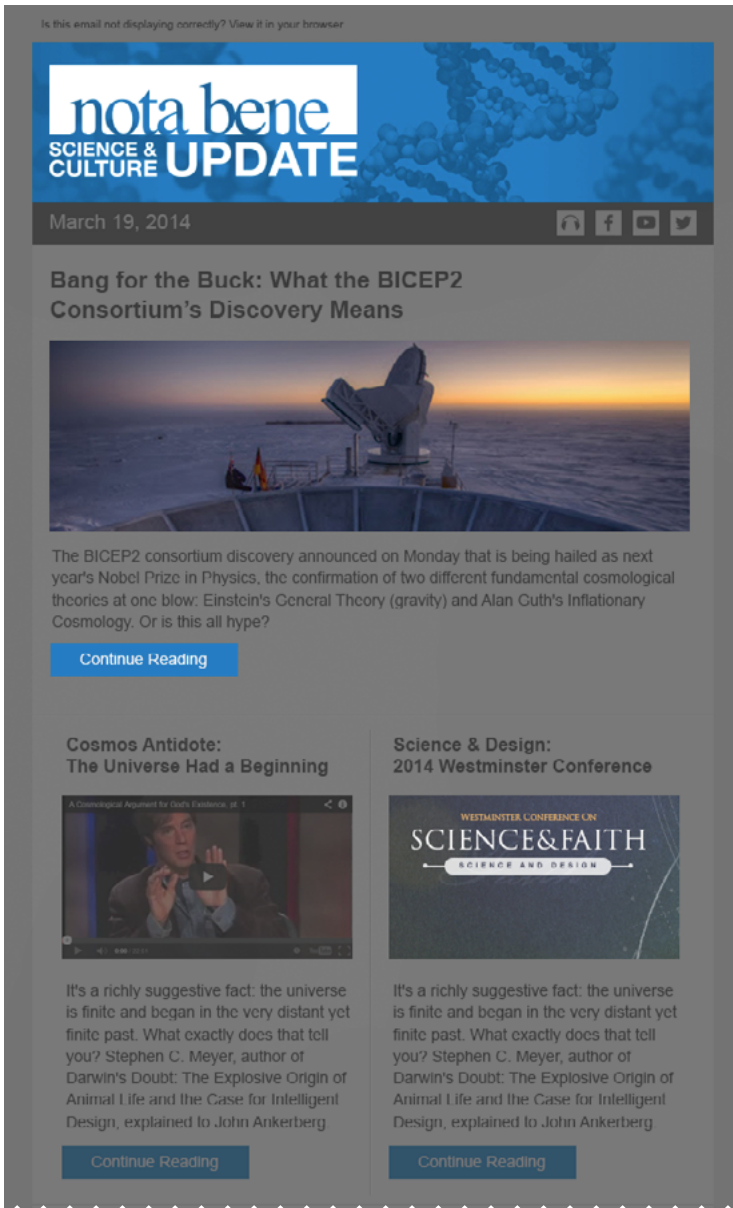 Is this email not displaying correctly? View it in your browser
nota bene
SCIENCE &
CULTURE UPDATE
March 19, 2014
Bang for the Buck: What the BICEP2
Consortium's Discovery Means
The BICEP2 consortium discovery announced on Monday that is being hailed as next
year's Nobel Prize in Physics, the confirmation of two different fundamental cosmological
theories at one blow: Einstein's General Theory (gravity) and Alan Guth's Inflationary
Cosmology. Or is this all hype?
Continue Reading
Cosmos Antidote:
The Universe Had a Beginning
A Cosmological Argument for God's Existence, pt. 1
It's a richly suggestive fact: the universe
is finite and began in the very distant yet
finite past. What exactly does that tell
you? Stephen C. Meyer, author of
Darwin's Doubt: The Explosive Origin of
Animal Life and the Case for Intelligent
Design, explained to John Ankerberg.
Continue Reading
Science & Design:
2014 Westminster Conference
WESTMINSTER CONFERENCE ON
SCIENCE&FAITH
SCIENCE AND DESIGN
It's a richly suggestive fact: the universe
is finite and began in the very distant yet
finite past. What exactly does that tell
you? Stephen C. Meyer, author of
Darwin's Doubt: The Explosive Origin of
Animal Life and the Case for Intelligent
Design, explained to John Ankerberg.
Continue Reading